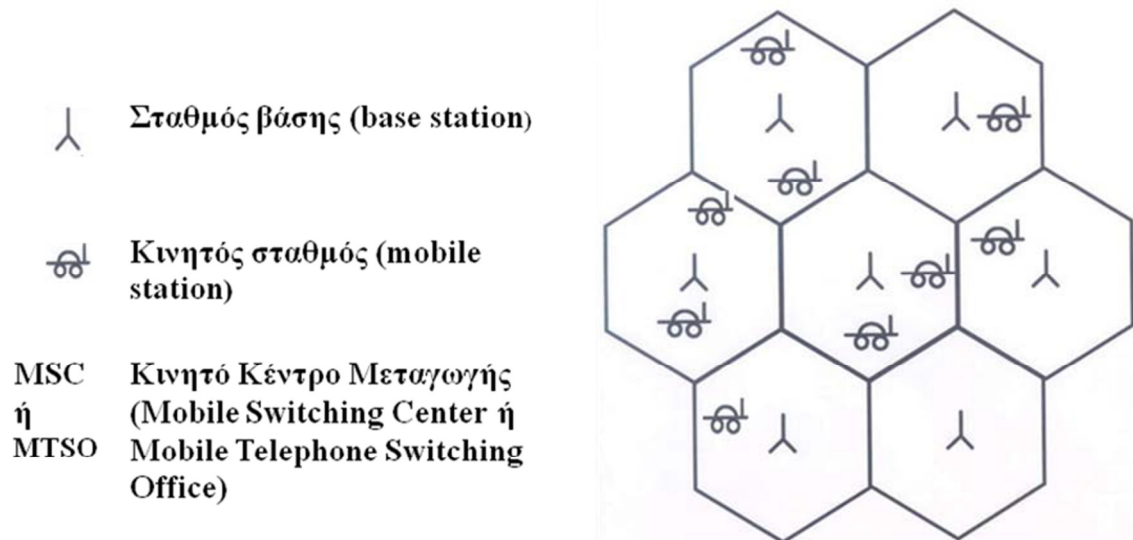 Σταθμός βάσης (base station)
Κινητός σταθμός (mobile
station)
MSC Κινητό Κέντρο Μεταγωγής
ή (Mobile Switching Center ή
MTSO Mobile Telephone Switching
Office)